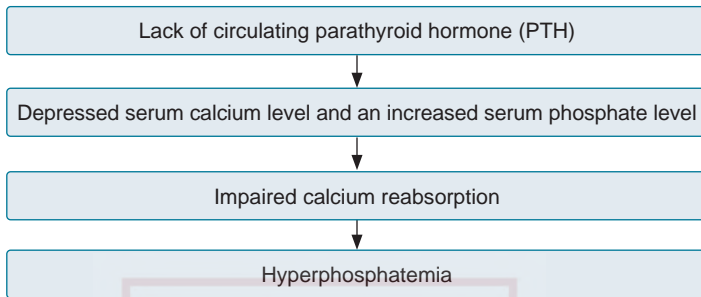 Lack of circulating parathyroid hormone (PTH)
Depressed serum calcium level and an increased serum phosphate level
Impaired calcium reabsorption
Hyperphosphatemia